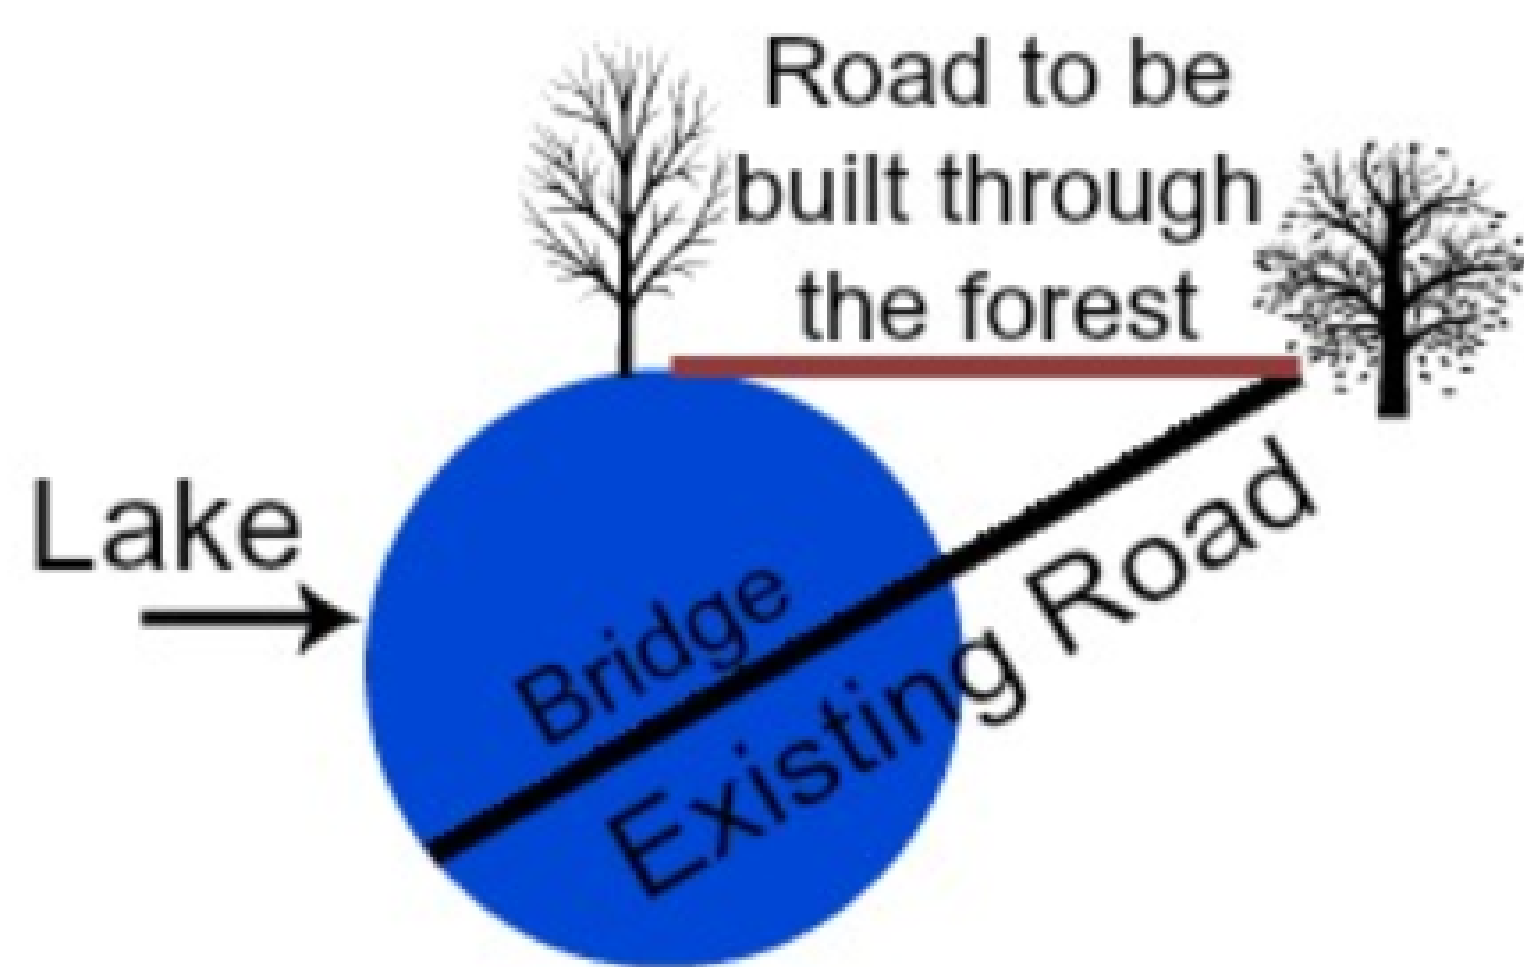 Road to be
built through
the forest
Lake
Bridge
Existing Road